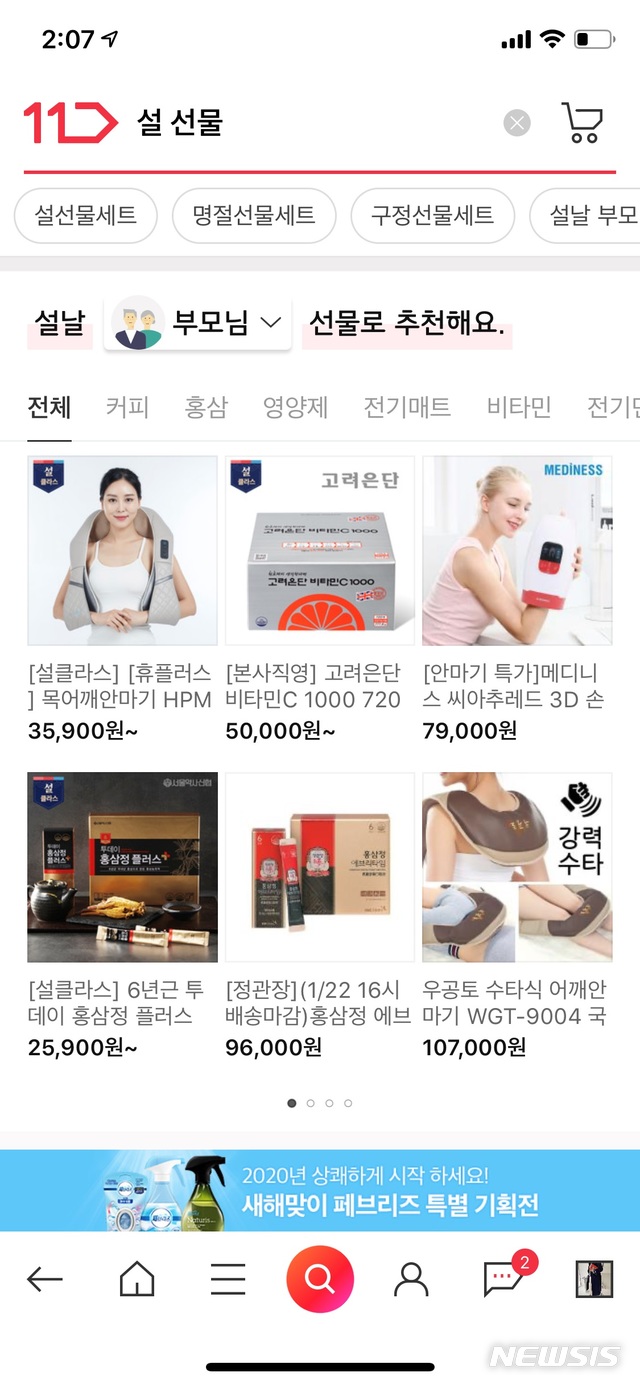 2:07
11
설 선물
설선물세트 명절선물세트 구정선물세트 설날 부모
설날 부모님 선물로 추천해요.
전체 커피 홍삼 영양제 전기매트 비타민 전기민
설
클라스
설
클라스
고려은단
고려은단 비타민C 1000
MEDINESS
[설클라스] [휴플러스
] 목어깨안마기 HPM
35,900원~
[본사직영] 고려은단
비타민C 1000 720
50,000원~
[안마기 특가]메디니
스 씨아추레드 3D 손
79,000원
설
클라스
서울약사신협
투데이
홍삼정 플러스+
홍삼정
에브리타임
강력
수타
[설클라스] 6년근 투
데이 홍삼정 플러스
25,900원~
[정관장](1/22 16시
배송마감)홍삼정 에브
96,000원
우공토 수타식 어깨안
마기 WGT-9004 국
107,000원
2020년 상쾌하게 시작 하세요!
새해맞이 페브리즈 특별 기획전
2
NEWSIS